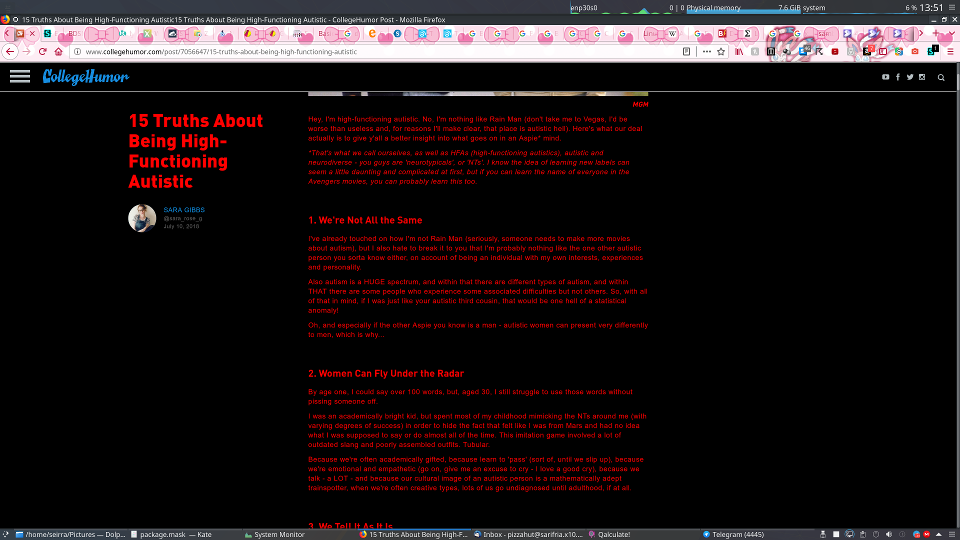 15 Truths About Being High-Functioning Autistic15 Truths About Being High-Functioning Autistic - CollegeHumor Post - Mozilla Firefox
enp30s0
0 | 0
Physical memory
7.6 GiB
system
6 %
13:51
www.collegehumor.com/post/7056647/15-truths-about-being-high-functioning-autistic
CollegeHumor
MGM
15 Truths About
Being High-
Functioning
Autistic
SARA GIBBS
@sara_rose_g
July 10, 2018
Hey. I'm high-functioning autistic. No, I'm nothing like Rain Man (don't take me to Vegas, I'd be
worse than useless and, for reasons I'll make clear, that place is autistic hell). Here's what our deal
actually is to give y'all a better insight into what goes on in an Aspie* mind.
*That's what we call ourselves, as well as HFAs (high-functioning autistics), autistic and
neurodiverse - you guys are 'neurotypicals', or 'NTs'. I know the idea of learning new labels can
seem a little daunting and complicated at first, but if you can learn the name of everyone in the
Avengers movies, you can probably learn this too.
1. We're Not All the Same
I've already touched on how I'm not Rain Man (seriously, someone needs to make more movies
about autism), but I also hate to break it to you that I'm probably nothing like the one other autistic
person you sorta know either, on account of being an individual with my own interests, experiences
and personality.
Also autism is a HUGE spectrum, and within that there are different types of autism, and within
THAT there are some people who experience some associated difficulties but not others. So, with all
of that in mind, if I was just like your autistic third cousin, that would be one hell of a statistical
anomaly!
Oh, and especially if the other Aspie you know is a man - autistic women can present very differently
to men, which is why...
2. Women Can Fly Under the Radar
By age one, I could say over 100 words, but, aged 30, I still struggle to use those words without
pissing someone off.
I was an academically bright kid, but spent most of my childhood mimicking the NTs around me (with
varying degrees of success) in order to hide the fact that felt like I was from Mars and had no idea
what I was supposed to say or do almost all of the time. This imitation game involved a lot of
outdated slang and poorly assembled outfits. Tubular.
Because we're often academically gifted, because learn to 'pass' (sort of, until we slip up), because
we're emotional and empathetic (go on, give me an excuse to cry - I love a good cry), because we
talk - a LOT - and because our cultural image of an autistic person is a mathematically adept
trainspotter, when we're often creative types, lots of us go undiagnosed until adulthood, if at all.
3. We Tell It As It Is
/home/seirra/Pictures — Dolp...
package.mask — Kate
System Monitor
15 Truths About Being High-F...
Inbox - pizzahut@sarifria.x10....
Qalculate!
Telegram (4445)